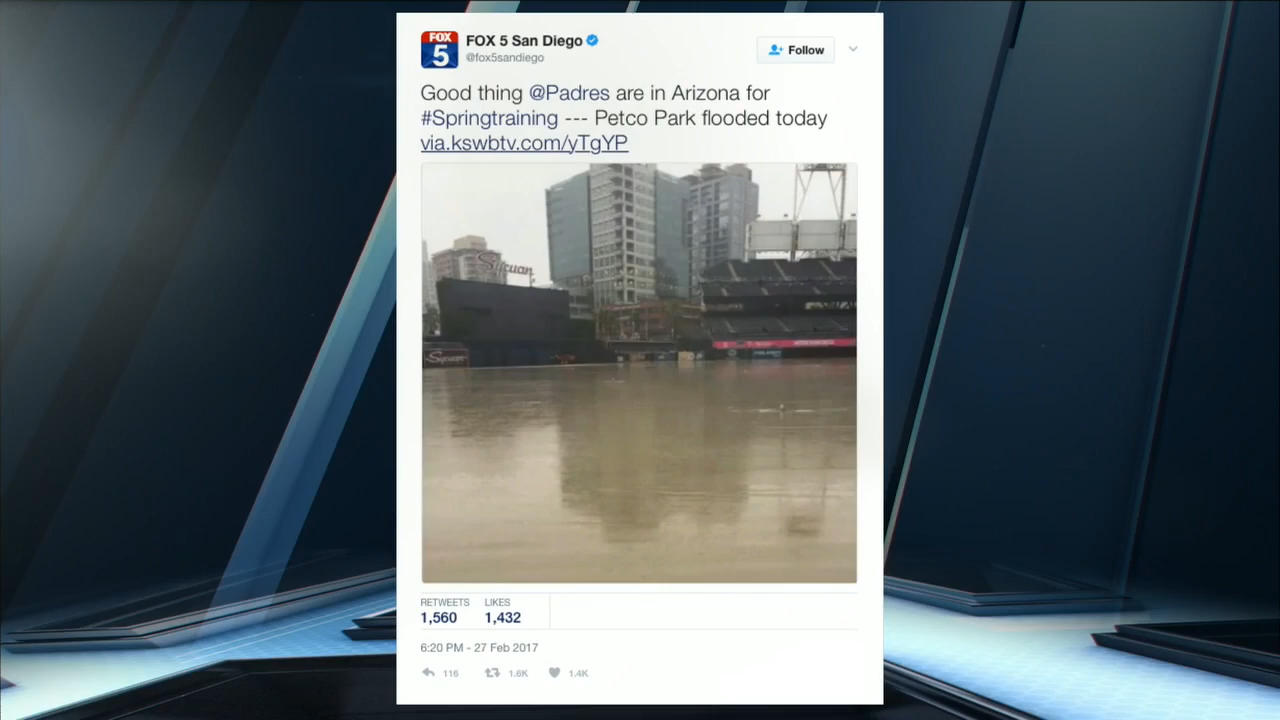 FOX
5
FOX 5 San Diego
@fox5sandiego
Follow
Good thing @Padres are in Arizona for
#Springtraining --- Petco Park flooded today
via.kswbtv.com/yTgYP
Sycuan
Sycuan
RETWEETS LIKES
1,560 1,432
6:20 PM - 27 Feb 2017
116 1.6K 1.4K